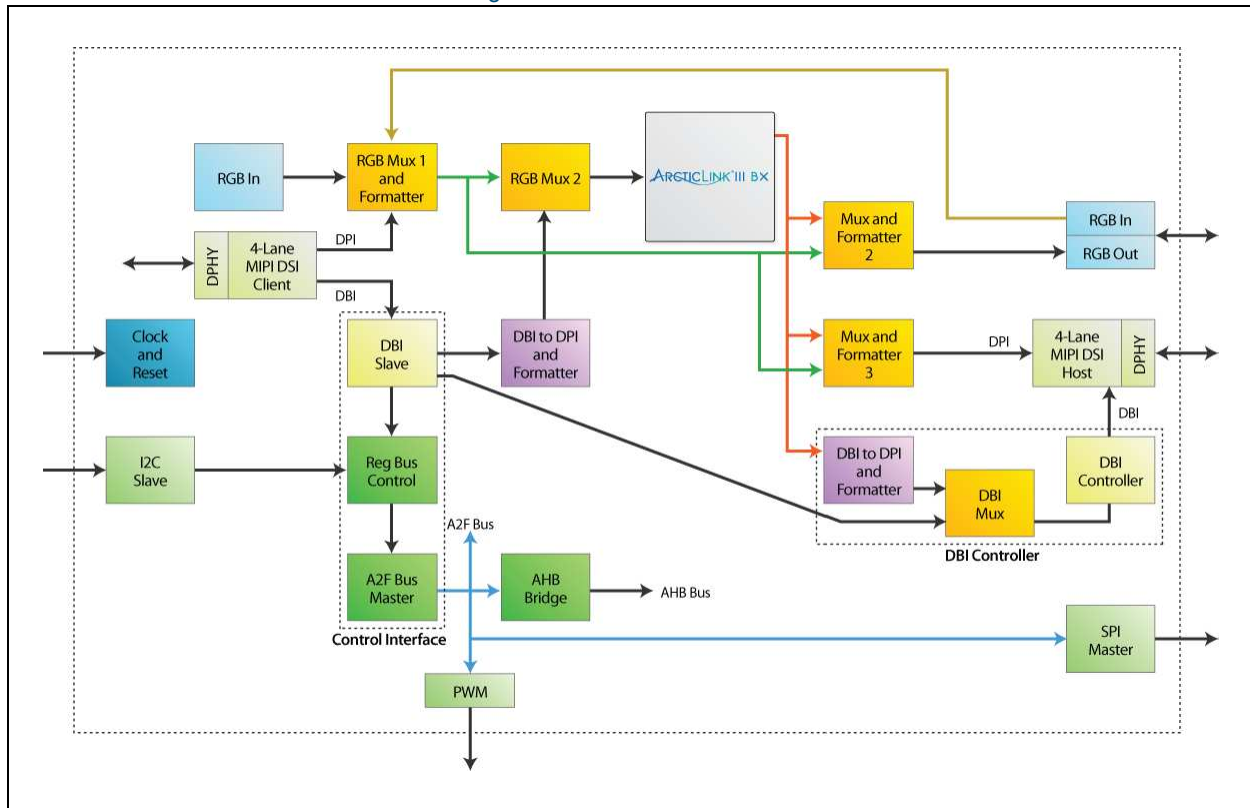 RGB In
RGB Mux 1
and
Formatter
RGB Mux 2
ARCTICLINK III BX
Mux and
Formatter
2
RGB In
RGB Out
DPHY
4-Lane
MIPI DSI
Client
DPI
DBI
Clock
and
Reset
DBI
Slave
DBI to DPI
and
Formatter
Mux and
Formatter
3
DPI
4-Lane
MIPI DSI
Host
DPHY
DBI
I2C
Slave
Reg Bus
Control
DBI to DPI
and
Formatter
DBI
Mux
DBI
Controller
DBI Controller
A2F Bus
A2F Bus
Master
AHB
Bridge
AHB Bus
Control Interface
SPI
Master
PWM